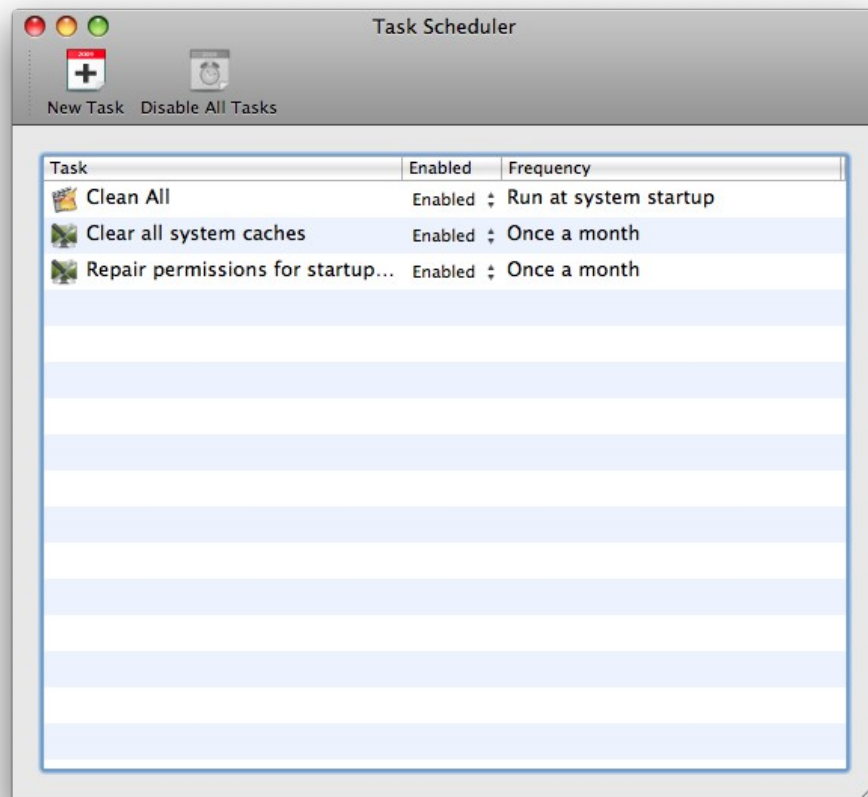 Task Scheduler
New Task Disable All Tasks
Task Enabled Frequency
Clean All Enabled Run at system startup
Clear all system caches Enabled Once a month
Repair permissions for startup... Enabled Once a month